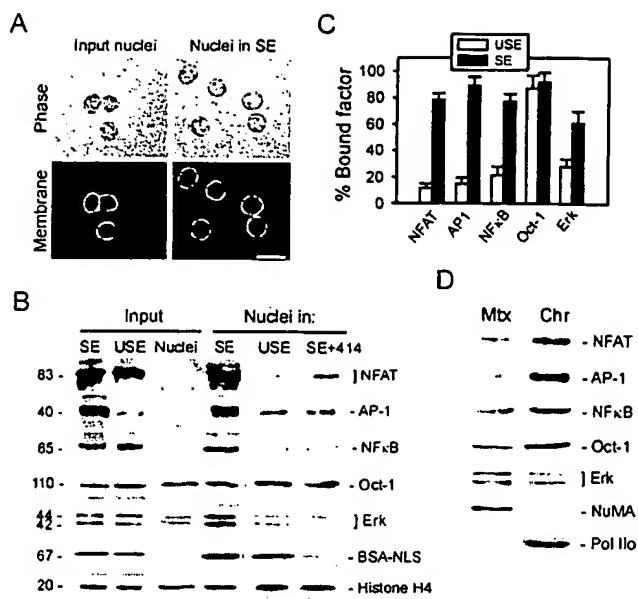 A
Input nuclei
Nuclei in SE
Phase
Membrane
C
USE
SE
% Bound factor
100
80
60
40
20
0
NFAT
AP1
NFκB
Oct-1
Erk
B
Input
Nuclei in:
SE USE Nuclei SE USE SE+414
83 - ] NFAT
40 - - AP-1
65 - - NFκB
110 - - Oct-1
44 -
42 - ] Erk
67 - - BSA-NLS
20 - - Histone H4
D
Mtx Chr
- NFAT
- AP-1
- NFκB
- Oct-1
] Erk
- NuMA
- Pol IIo